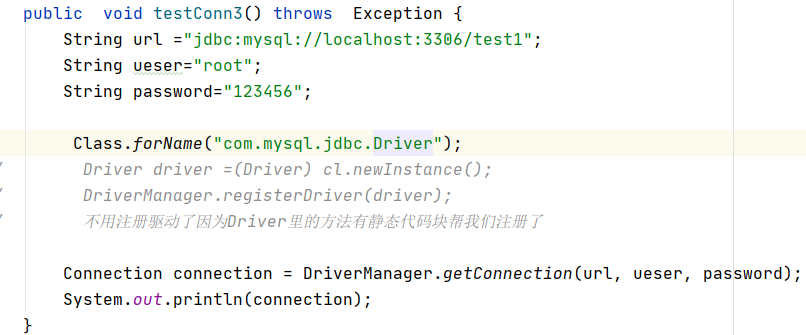 public  void testConn3() throws  Exception {
String url ="jdbc:mysql://localhost:3306/test1";
String ueser="root";
String password="123456";
Class.forName("com.mysql.jdbc.Driver");
Driver driver =(Driver) cl.newInstance();
DriverManager.registerDriver(driver);
不用注册驱动了因为Driver里的方法有静态代码块帮我们注册了
Connection connection = DriverManager.getConnection(url, ueser, password);
System.out.println(connection);
}